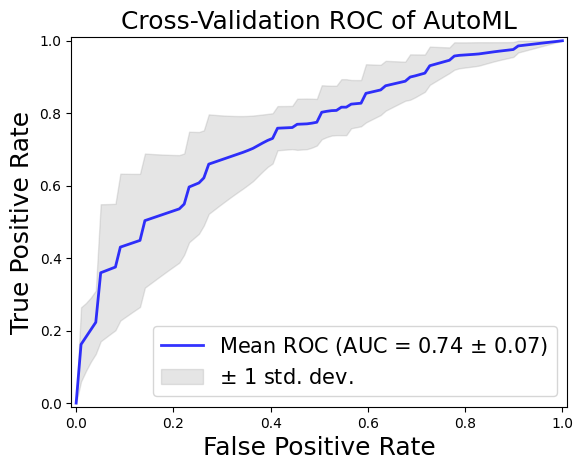 Cross-Validation ROC of AutoML
True Positive Rate
1.0
0.8
0.6
0.4
0.2
0.0
Mean ROC (AUC = 0.74 ± 0.07)
± 1 std. dev.
0.0 0.2 0.4 0.6 0.8 1.0
False Positive Rate